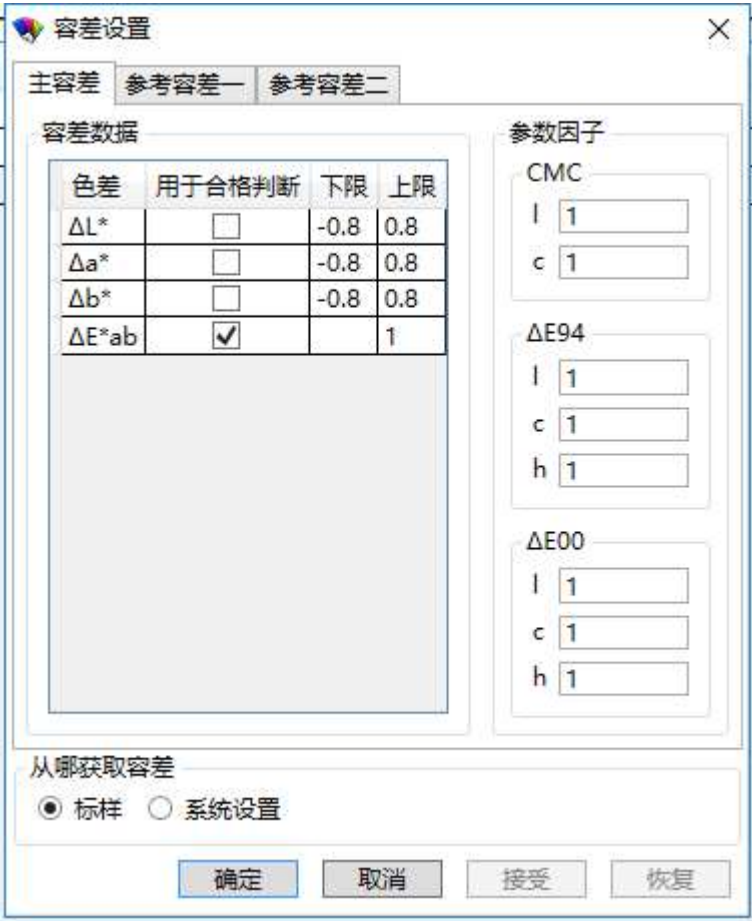 容差设置
主容差 参考容差一 参考容差二
容差数据
色差 用于合格判断 下限 上限
ΔL* -0.8 0.8
Δa* -0.8 0.8
Δb* -0.8 0.8
ΔE*ab 1
参数因子
CMC
l 1
c 1
ΔE94
l 1
c 1
h 1
ΔE00
l 1
c 1
h 1
从哪获取容差
标样 系统设置
确定 取消 接受 恢复